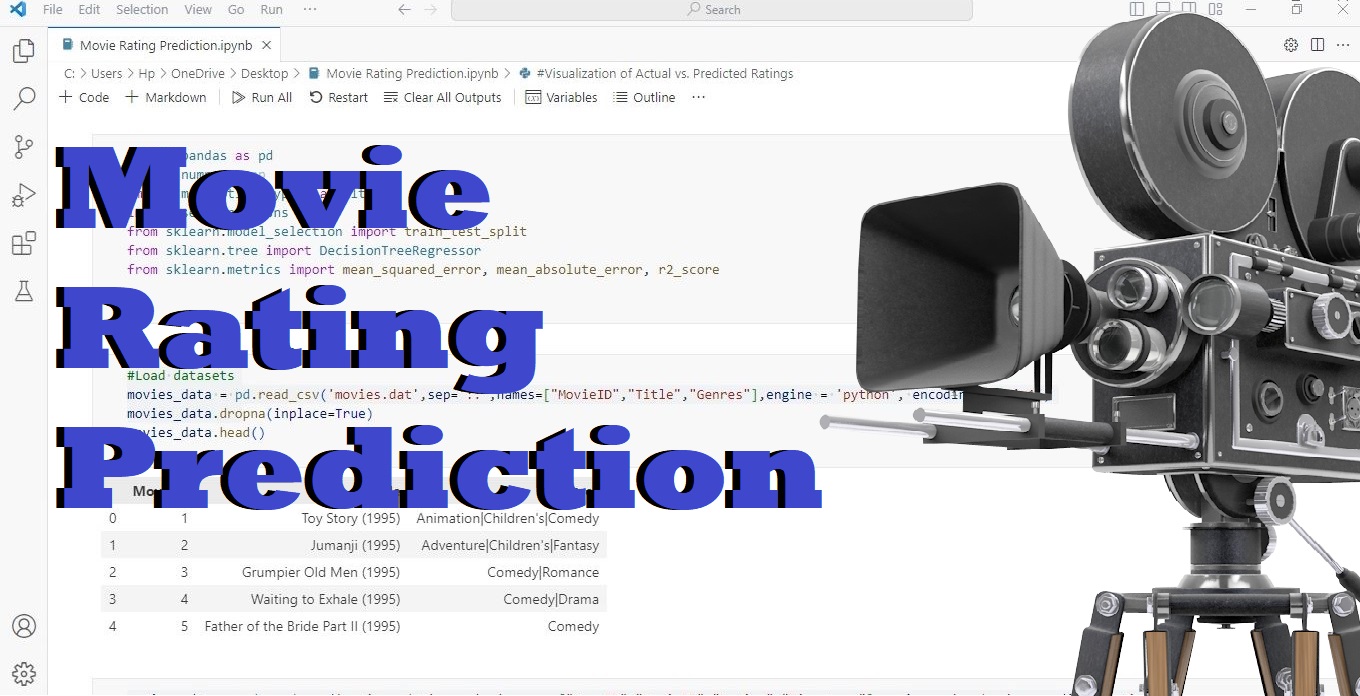 File Edit Selection View Go Run ··· Search
Movie Rating Prediction.ipynb
C: > Users > Hp > OneDrive > Desktop > Movie Rating Prediction.ipynb > #Visualization of Actual vs. Predicted Ratings
+ Code + Markdown Run All Restart Clear All Outputs Variables Outline ···
pandas as pd
Movie
from sklearn.model_selection import train_test_split
from sklearn.tree import DecisionTreeRegressor
from sklearn.metrics import mean_squared_error, mean_absolute_error, r2_score
Rating
#Load datasets
movies_data = pd.read_csv('movies.dat',sep='::',names=["MovieID","Title","Genres"],engine = 'python',
movies_data.dropna(inplace=True)
movies_data.head()
Prediction
0 1 Toy Story (1995) Animation|Children's|Comedy
1 2 Jumanji (1995) Adventure|Children's|Fantasy
2 3 Grumpier Old Men (1995) Comedy|Romance
3 4 Waiting to Exhale (1995) Comedy|Drama
4 5 Father of the Bride Part II (1995) Comedy